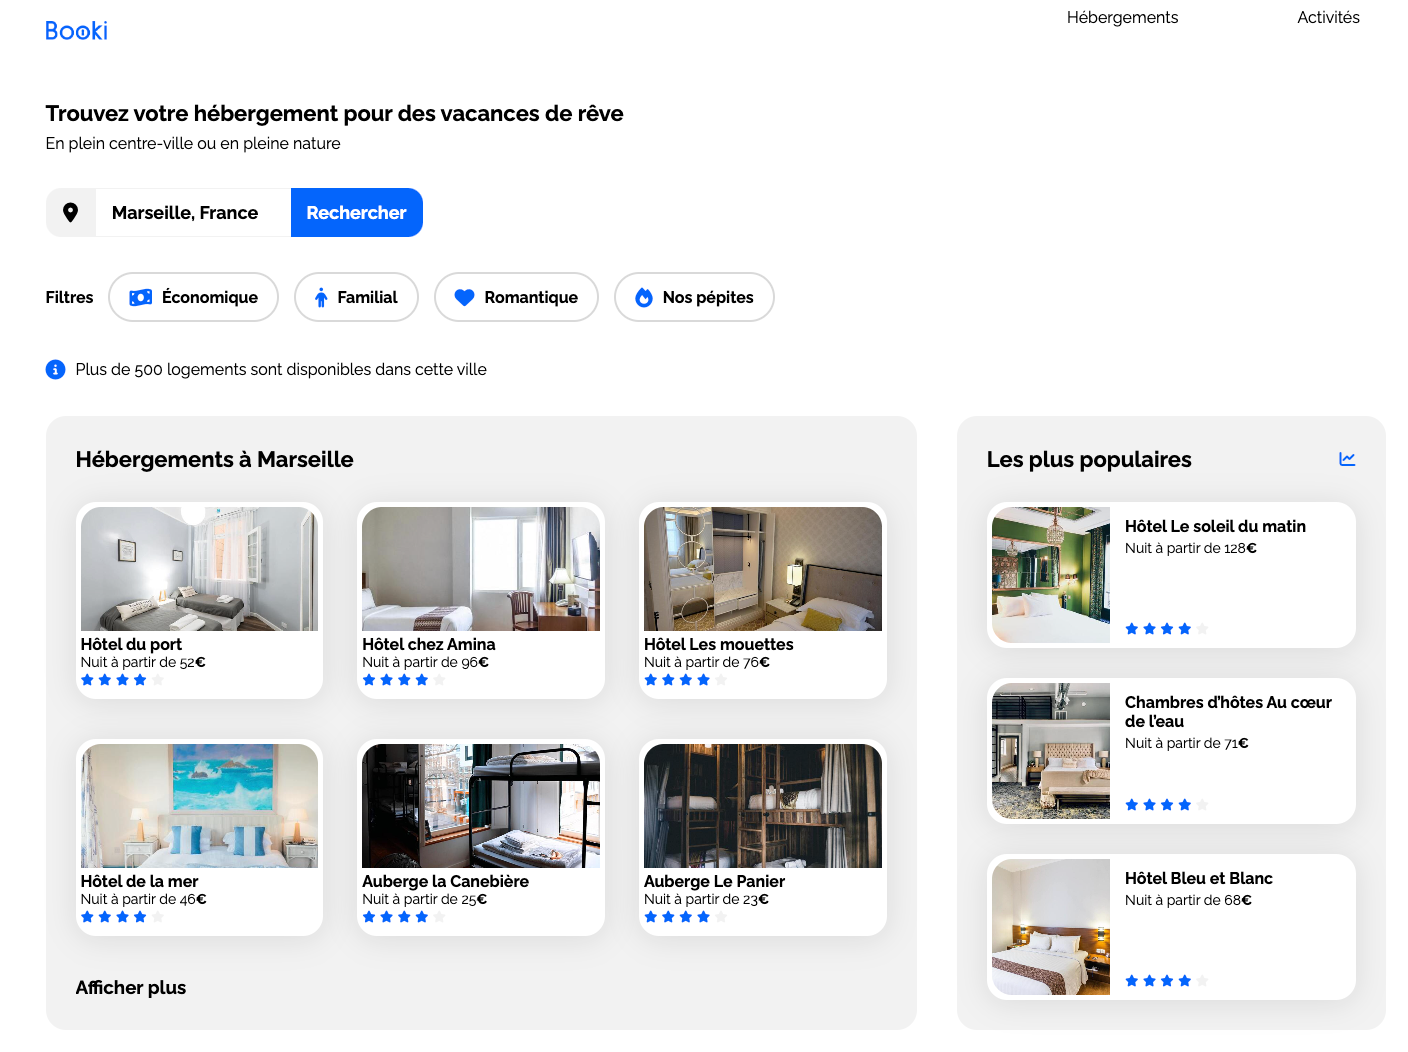 Booki
Hébergements
Activités
Trouvez votre hébergement pour des vacances de rêve
En plein centre-ville ou en pleine nature
Marseille, France
Rechercher
Filtres
Économique
Familial
Romantique
Nos pépites
Plus de 500 logements sont disponibles dans cette ville
Hébergements à Marseille
Hôtel du port
Nuit à partir de 52€
Hôtel chez Amina
Nuit à partir de 96€
Hôtel Les mouettes
Nuit à partir de 76€
Hôtel de la mer
Nuit à partir de 46€
Auberge la Canebière
Nuit à partir de 25€
Auberge Le Panier
Nuit à partir de 23€
Afficher plus
Les plus populaires
Hôtel Le soleil du matin
Nuit à partir de 128€
Chambres d’hôtes Au cœur
de l’eau
Nuit à partir de 71€
Hôtel Bleu et Blanc
Nuit à partir de 68€